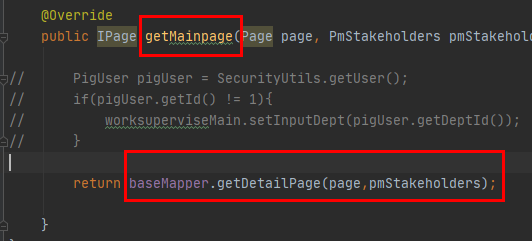 @Override
public IPage getMainpage(Page page, PmStakeholders pmStakehold
// PigUser pigUser = SecurityUtils.getUser();
// if(pigUser.getId() != 1){
// worksuperviseMain.setInputDept(pigUser.getDeptId());
// }
return baseMapper.getDetailPage(page,pmStakeholders);
}